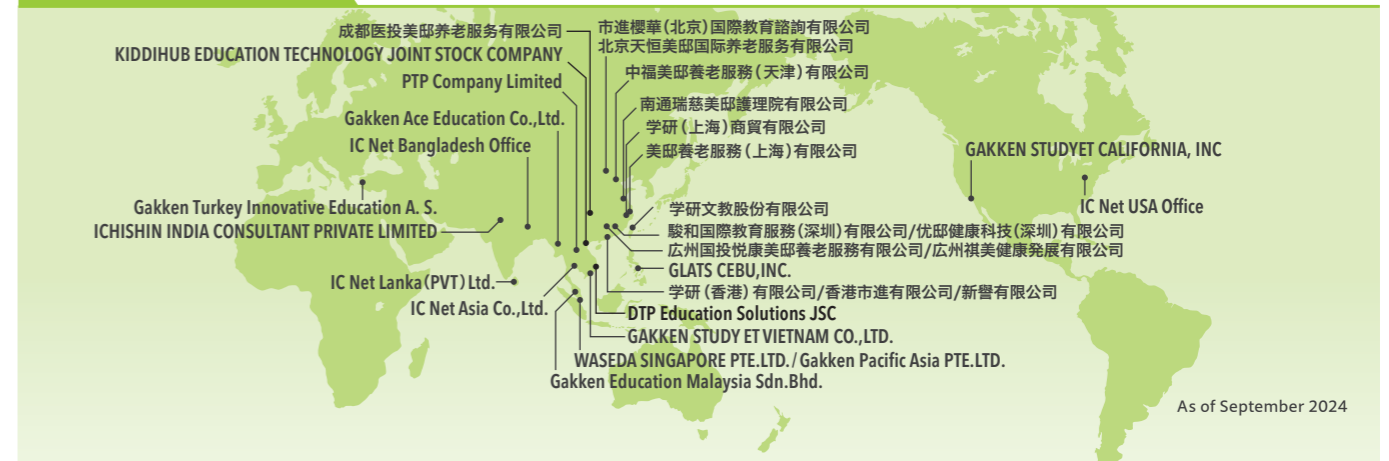 成都医投美邸养老服务有限公司
KIDDIHUB EDUCATION TECHNOLOGY JOINT STOCK COMPANY
PTP Company Limited
Gakken Ace Education Co.,Ltd.
IC Net Bangladesh Office
Gakken Turkey Innovative Education A. S.
ICHISHIN INDIA CONSULTANT PRIVATE LIMITED
IC Net Lanka(PVT)Ltd.
IC Net Asia Co.,Ltd.
市進櫻華(北京)国際教育諮詢有限公司
北京天恒美邸国际养老服务有限公司
中福美邸養老服務(天津)有限公司
南通瑞慈美邸護理院有限公司
学研(上海)商貿有限公司
美邸養老服務(上海)有限公司
学研文教股份有限公司
駿和国際教育服務(深圳)有限公司/优邸健康科技(深圳)有限公司
広州国投悦康美邸養老服務有限公司/広州祺美健康発展有限公司
GLATS CEBU,INC.
学研(香港)有限公司/香港市進有限公司/新譽有限公司
DTP Education Solutions JSC
GAKKEN STUDY ET VIETNAM CO.,LTD.
WASEDA SINGAPORE PTE.LTD./Gakken Pacific Asia PTE.LTD.
Gakken Education Malaysia Sdn.Bhd.
GAKKEN STUDYET CALIFORNIA, INC
IC Net USA Office
As of September 2024